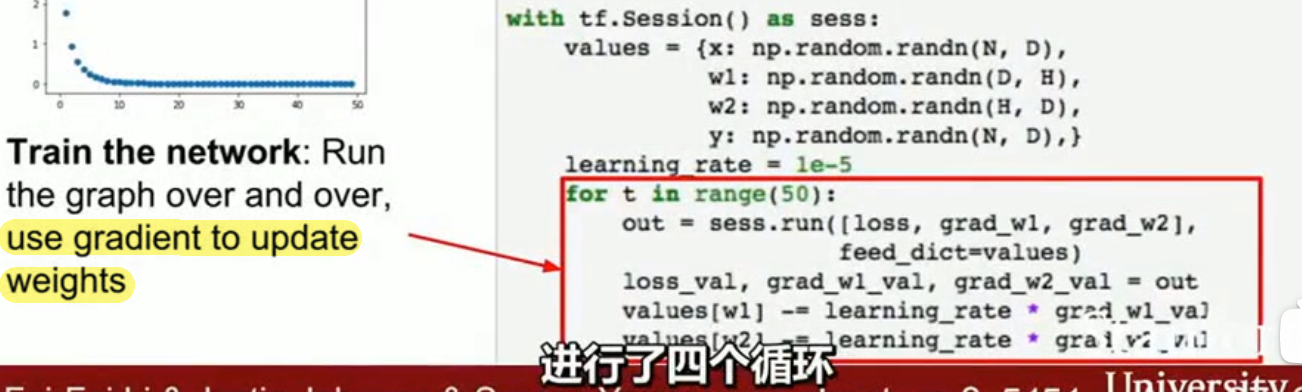 2
1
0
0 10 20 30 40 50
Train the network: Run
the graph over and over,
use gradient to update
weights
with tf.Session() as sess:
values = {x: np.random.randn(N, D),
w1: np.random.randn(D, H),
w2: np.random.randn(H, D),
y: np.random.randn(N, D),}
learning_rate = 1e-5
for t in range(50):
out = sess.run([loss, grad_w1, grad_w2],
feed_dict=values)
loss_val, grad_w1_val, grad_w2_val = out
values[w1] -= learning_rate * grad_w1_val
values[w2] -= learning_rate * grad_w2_val
进行了四个循环
University